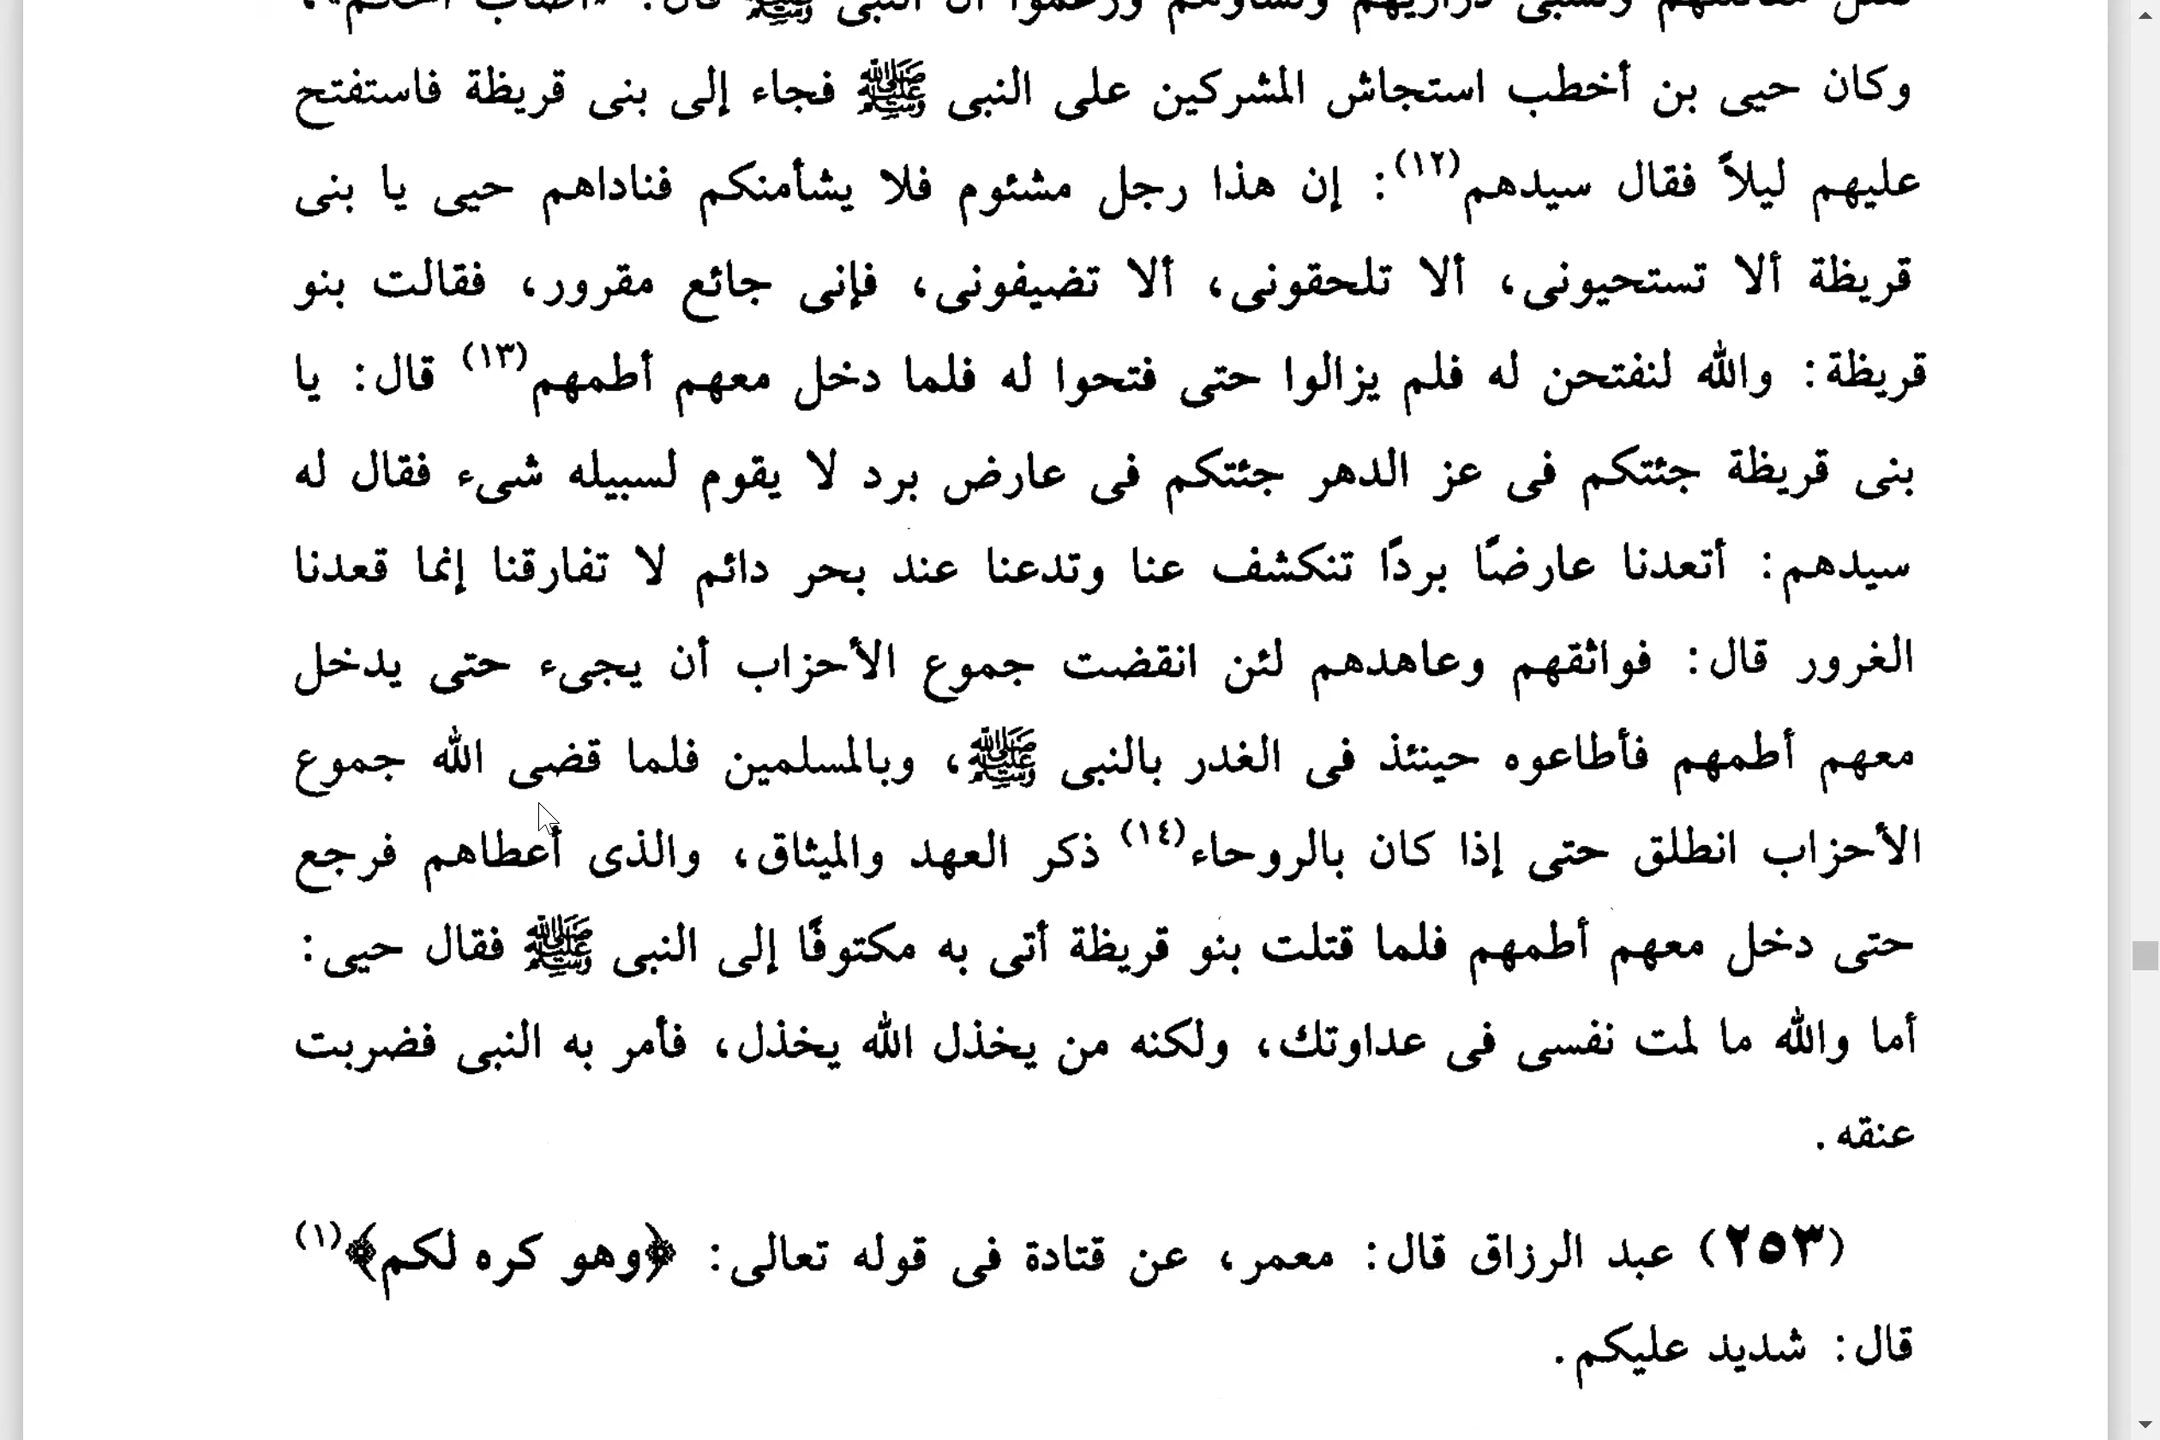 وكان حيى بن أخطب استجاش المشركين على النبى ﷺ فجاء إلى بنى قريظة فاستفتح
عليهم ليلاً فقال سيدهم(١٢): إن هذا رجل مشئوم فلا يشأمنكم فناداهم حيى يا بنى
قريظة ألا تستحيونى، ألا تلحقونى، ألا تضيفونى، فإنى جائع مقرور، فقالت بنو
قريظة: والله لنفتحن له فلم يزالوا حتى فتحوا له فلما دخل معهم أطمهم(١٣) قال: يا
بنى قريظة جئتكم فى عز الدهر جئتكم فى عارض برد لا يقوم لسبيله شىء فقال له
سيدهم: أتعدنا عارضًا بردًا تنكشف عنا وتدعنا عند بحر دائم لا تفارقنا إنما قعدنا
الغرور قال: فواثقهم وعاهدهم لئن انقضت جموع الأحزاب أن يجىء حتى يدخل
معهم أطمهم فأطاعوه حينئذ فى الغدر بالنبى ﷺ، وبالمسلمين فلما قضى الله جموع
الأحزاب انطلق حتى إذا كان بالروحاء(١٤) ذكر العهد والميثاق، والذى أعطاهم فرجع
حتى دخل معهم أطمهم فلما قتلت بنو قريظة أتى به مكتوفًا إلى النبى ﷺ فقال حيى:
أما والله ما لمت نفسى فى عداوتك، ولكنه من يخذل الله يخذل، فأمر به النبى فضربت
عنقه.
(٢٥٣) عبد الرزاق قال: معمر، عن قتادة فى قوله تعالى: ﴿وهو كره لكم﴾(١)
قال: شديد عليكم.